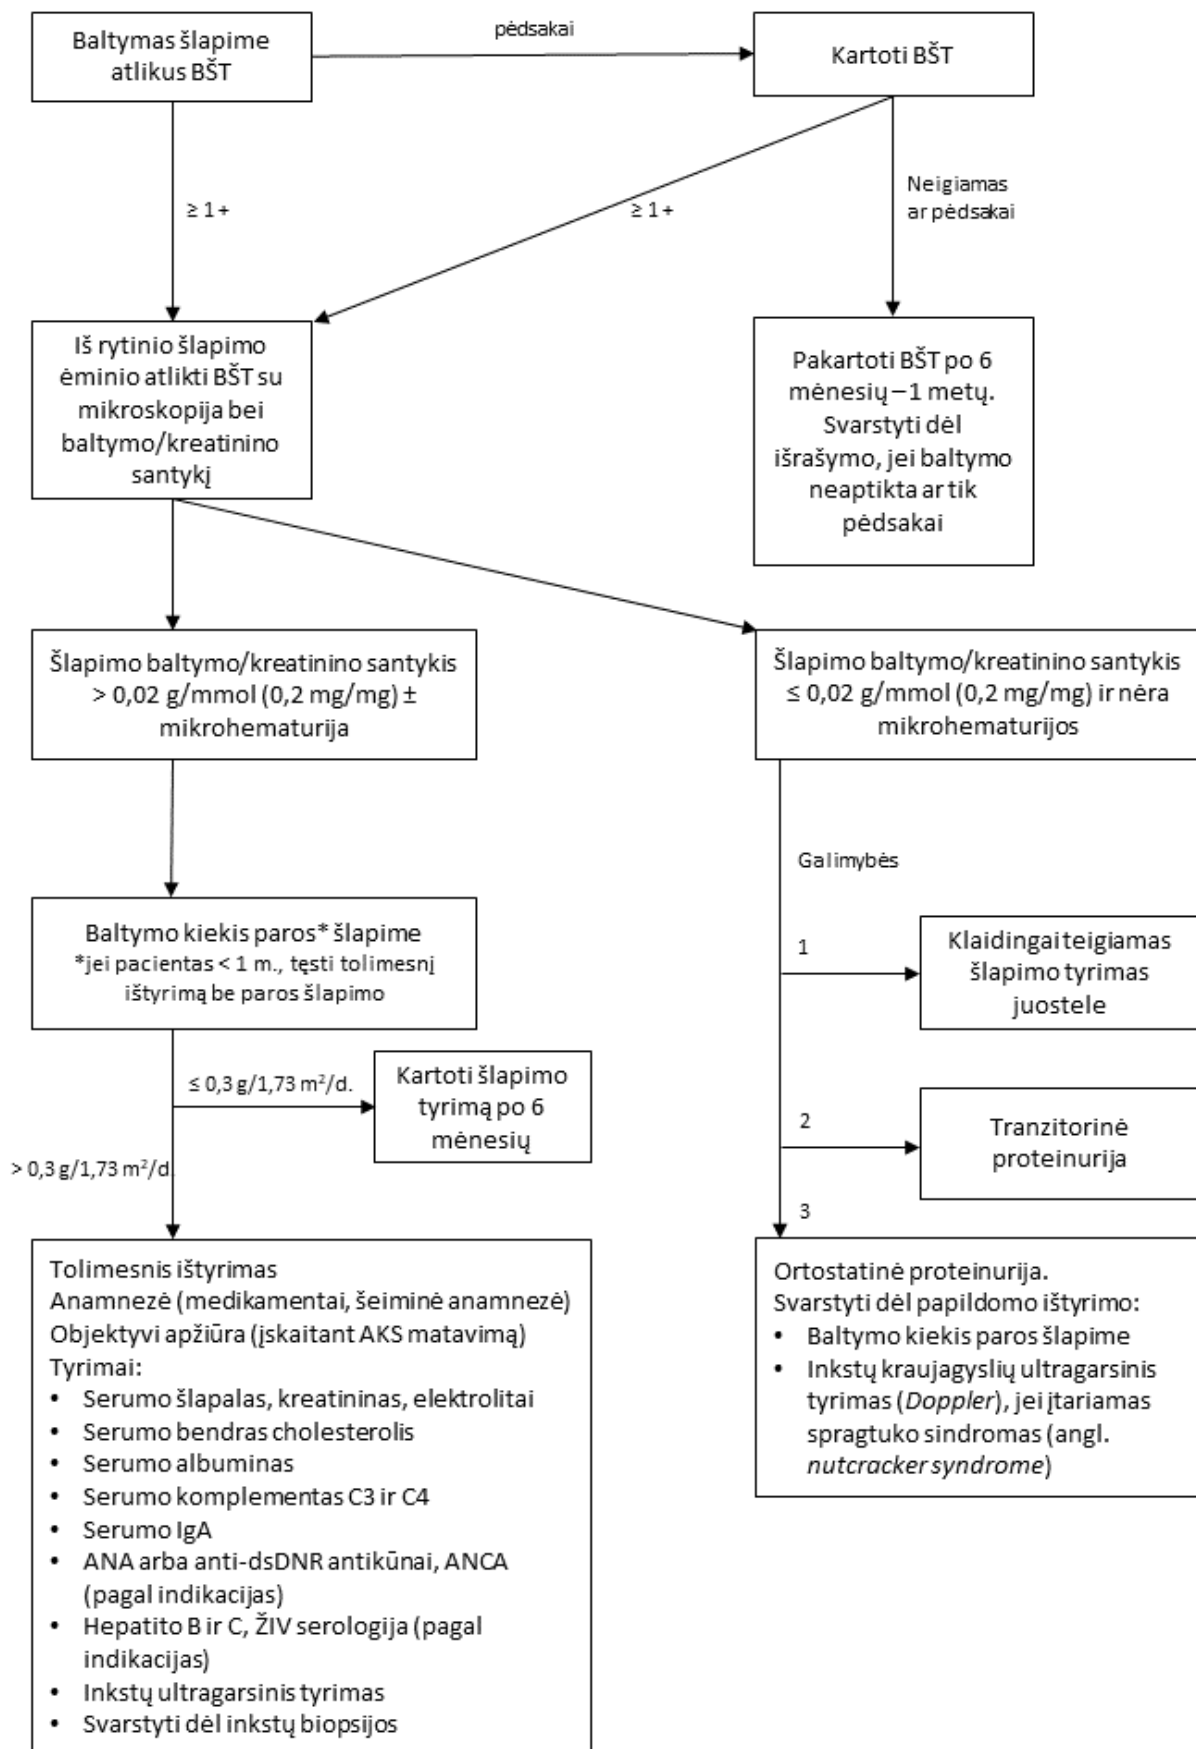 Baltymas šlapime
atlikus BŠT
pėdsakai
Kartoti BŠT
≥ 1 +
≥ 1 +
Neigiamas
ar pėdsakai
Iš rytinio šlapimo
ėminio atlikti BŠT su
mikroskopija bei
baltymo/kreatinino
santykį
Pakartoti BŠT po 6
mėnesių – 1 metų.
Svarstyti dėl
išrašymo, jei baltymo
neaptikta ar tik
pėdsakai
Šlapimo baltymo/kreatinino santykis
> 0,02 g/mmol (0,2 mg/mg) ±
mikrohematurija
Šlapimo baltymo/kreatinino santykis
≤ 0,02 g/mmol (0,2 mg/mg) ir nėra
mikrohematurijos
Galimybės
Baltymo kiekis paros* šlapime
*jei pacientas < 1 m., tęsti tolimesnį
ištyrimą be paros šlapimo
1
Klaidingai teigiamas
šlapimo tyrimas
juostele
≤ 0,3 g/1,73 m²/d.
Kartoti šlapimo
tyrimą po 6
mėnesių
2
Tranzitorinė
proteinurija
> 0,3 g/1,73 m²/d.
3
Tolimesnis ištyrimas
Anamnezė (medikamentai, šeiminė anamnezė)
Objektyvi apžiūra (įskaitant AKS matavimą)
Tyrimai:
• Serumo šlapalas, kreatininas, elektrolitai
• Serumo bendras cholesterolis
• Serumo albuminas
• Serumo komplementas C3 ir C4
• Serumo IgA
• ANA arba anti-dsDNR antikūnai, ANCA
(pagal indikacijas)
• Hepatito B ir C, ŽIV serologija (pagal
indikacijas)
• Inkstų ultragarsinis tyrimas
• Svarstyti dėl inkstų biopsijos
Ortostatinė proteinurija.
Svarstyti dėl papildomo ištyrimo:
• Baltymo kiekis paros šlapime
• Inkstų kraujagyslių ultragarsinis
tyrimas (Doppler), jei įtariamas
spragtuko sindromas (angl.
nutcracker syndrome)